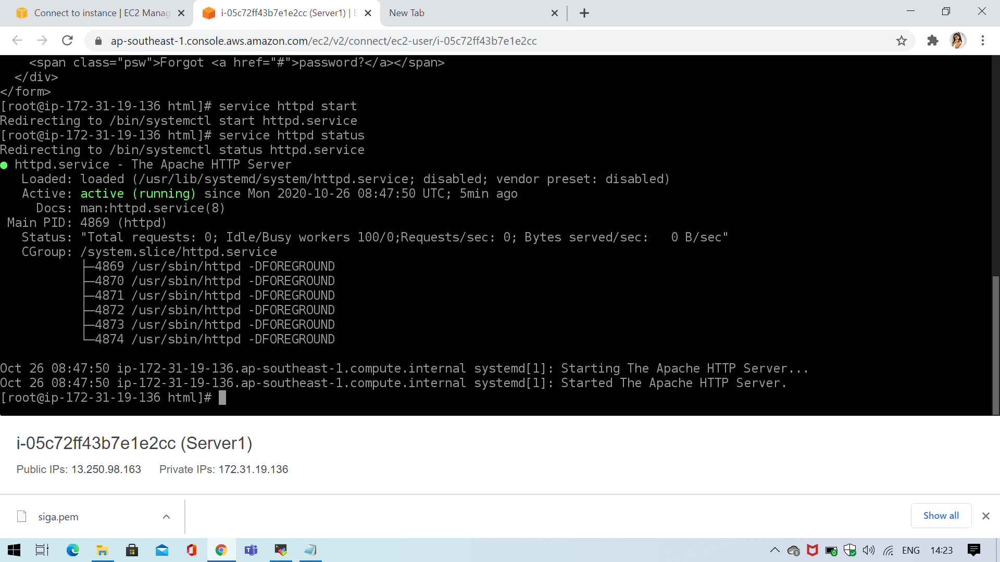 Connect to instance | EC2 Manag
i-05c72ff43b7e1e2cc (Server1) | E
New Tab
ap-southeast-1.console.aws.amazon.com/ec2/v2/connect/ec2-user/i-05c72ff43b7e1e2cc
<span class="psw">Forgot <a href="#">password?</a></span>
</div>
</form>
[root@ip-172-31-19-136 html]# service httpd start
Redirecting to /bin/systemctl start httpd.service
[root@ip-172-31-19-136 html]# service httpd status
Redirecting to /bin/systemctl status httpd.service
● httpd.service - The Apache HTTP Server
Loaded: loaded (/usr/lib/systemd/system/httpd.service; disabled; vendor preset: disabled)
Active: active (running) since Mon 2020-10-26 08:47:50 UTC; 5min ago
Docs: man:httpd.service(8)
Main PID: 4869 (httpd)
Status: "Total requests: 0; Idle/Busy workers 100/0;Requests/sec: 0; Bytes served/sec:   0 B/sec"
CGroup: /system.slice/httpd.service
├─4869 /usr/sbin/httpd -DFOREGROUND
├─4870 /usr/sbin/httpd -DFOREGROUND
├─4871 /usr/sbin/httpd -DFOREGROUND
├─4872 /usr/sbin/httpd -DFOREGROUND
├─4873 /usr/sbin/httpd -DFOREGROUND
└─4874 /usr/sbin/httpd -DFOREGROUND
Oct 26 08:47:50 ip-172-31-19-136.ap-southeast-1.compute.internal systemd[1]: Starting The Apache HTTP Server...
Oct 26 08:47:50 ip-172-31-19-136.ap-southeast-1.compute.internal systemd[1]: Started The Apache HTTP Server.
[root@ip-172-31-19-136 html]#
i-05c72ff43b7e1e2cc (Server1)
Public IPs: 13.250.98.163 Private IPs: 172.31.19.136
siga.pem
Show all
ENG 14:23